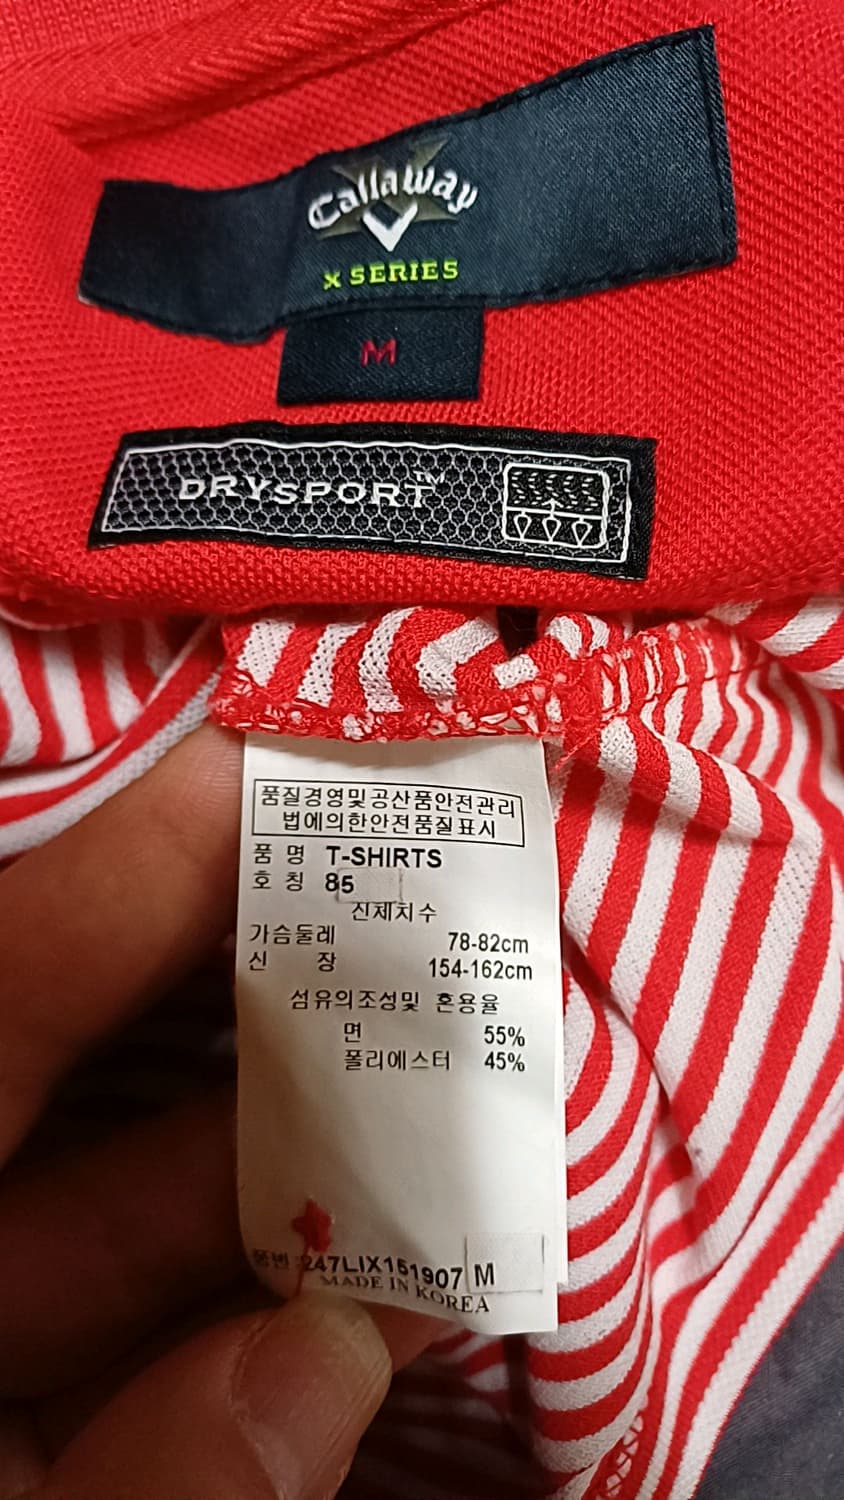 Callaway
X SERIES
M
DRYSPORT™
품질경영및공산품안전관리
법에의한안전품질표시
품 명 T-SHIRTS
호 칭 85
신체치수
가슴둘레 78-82cm
신 장 154-162cm
섬유의조성및 혼용율
면 55%
폴리에스터 45%
품번:247LIX151907 M
MADE IN KOREA